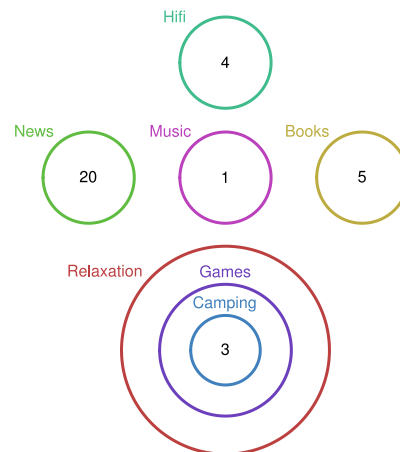 Hifi
4
News
Music
Books
20
1
5
Relaxation
Games
Camping
3